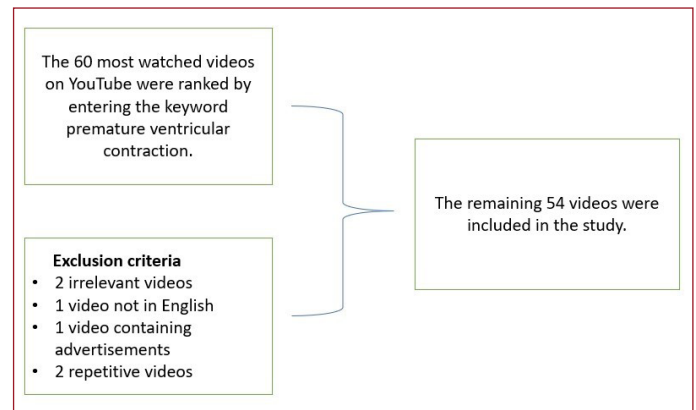 The 60 most watched videos
on YouTube were ranked by
entering the keyword
premature ventricular
contraction.
Exclusion criteria
• 2 irrelevant videos
• 1 video not in English
• 1 video containing
advertisements
• 2 repetitive videos
The remaining 54 videos were
included in the study.